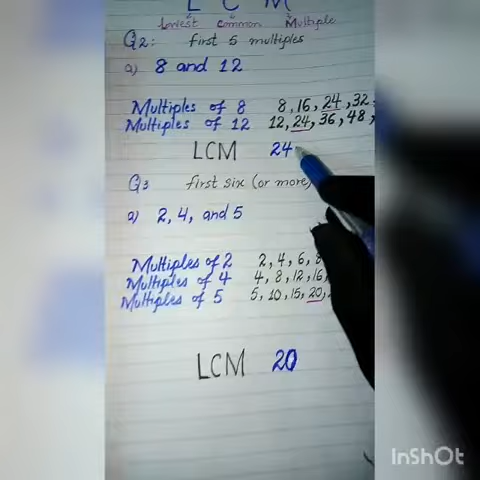 L C M
Lowest Common Multiple
Q2: first 5 multiples
a) 8 and 12
Multiples of 8 8, 16, 24, 32
Multiples of 12 12, 24, 36, 48,
LCM 24
Q3 first six (or more)
a) 2, 4, and 5
Multiples of 2 2, 4, 6, 8
Multiples of 4 4, 8, 12, 16,
Multiples of 5 5, 10, 15, 20,
LCM 20
InShOt